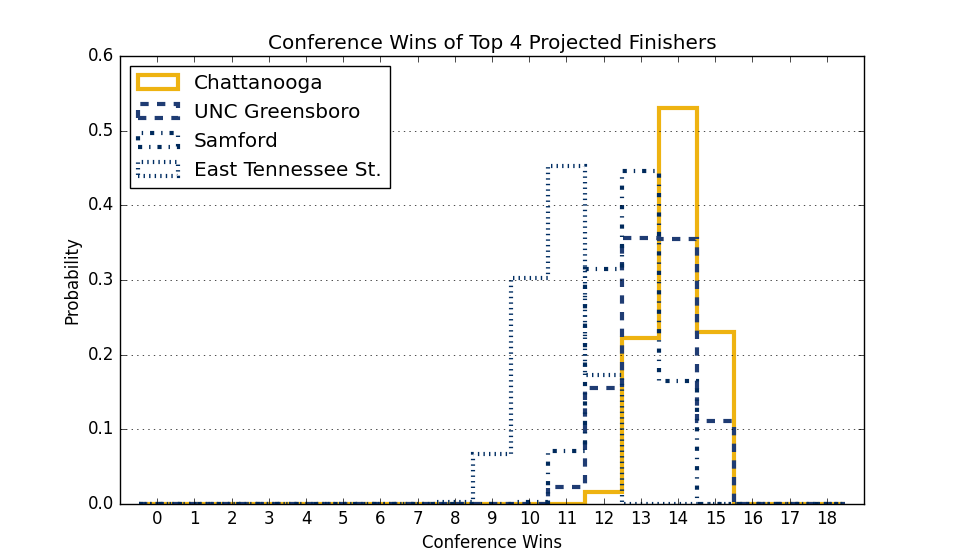 Conference Wins of Top 4 Projected Finishers
0.6
0.5
0.4
0.3
0.2
0.1
0.0
Probability
Chattanooga
UNC Greensboro
Samford
East Tennessee St.
0 1 2 3 4 5 6 7 8 9 10 11 12 13 14 15 16 17 18
Conference Wins